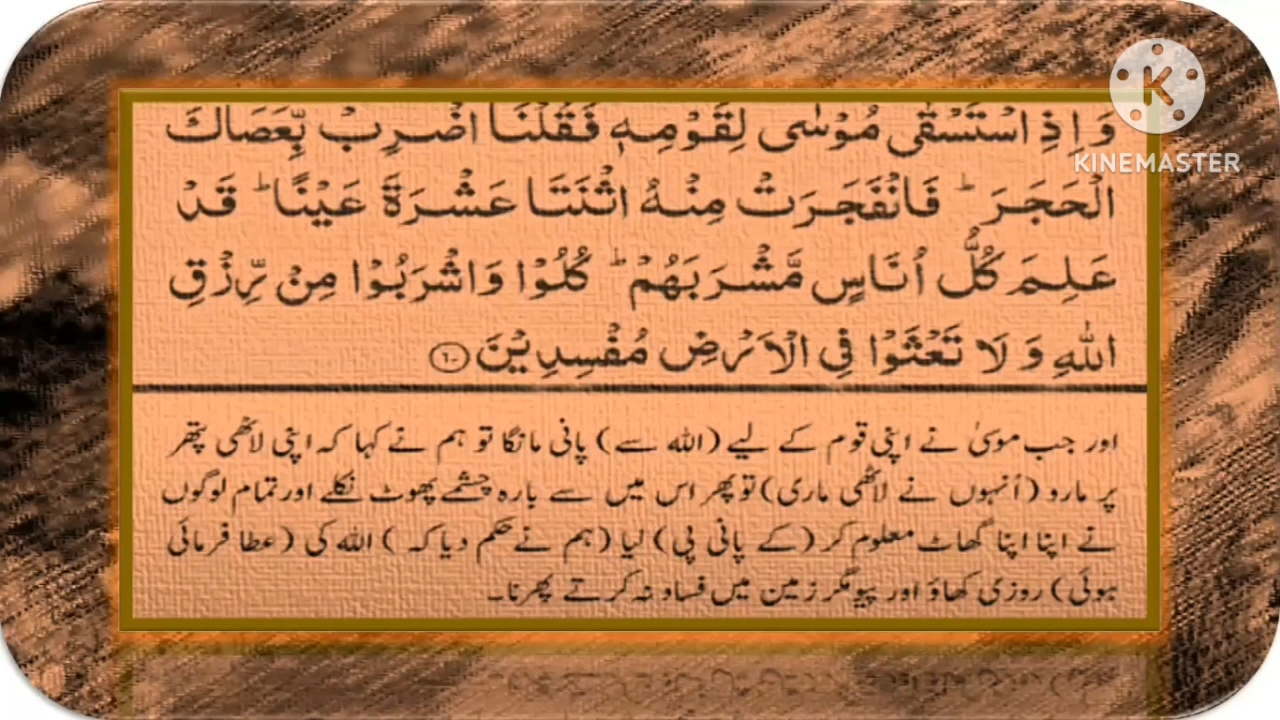 وَ اِذِ اسْتَسْقٰى مُوْسٰى لِقَوْمِهٖ فَقُلْنَا اضْرِبْ بِّعَصَاكَ
الْحَجَرَ ؕ فَانْفَجَرَتْ مِنْهُ اثْنَتَا عَشْرَةَ عَيْنًا ؕ قَدْ
عَلِمَ كُلُّ اُنَاسٍ مَّشْرَبَهُمْ ؕ كُلُوْا وَاشْرَبُوْا مِنْ رِّزْقِ
اللّٰهِ وَ لَا تَعْثَوْا فِى الْاَرْضِ مُفْسِدِيْنَ ۶۰
اور جب موسیٰ نے اپنی قوم کے لیے (اللہ سے) پانی مانگا تو ہم نے کہا کہ اپنی لاٹھی پتھر
پر مارو (اُنہوں نے لاٹھی ماری) تو پھر اس میں سے بارہ چشمے پھوٹ نکلے اور تمام لوگوں
نے اپنا اپنا گھاٹ معلوم کر (کے پانی پی) لیا (ہم نے حکم دیا کہ) اللہ کی (عطا فرمائی
ہوئی) روزی کھاؤ اور پیو مگر زمین میں فساد نہ کرتے پھرنا۔
K
KINEMASTER